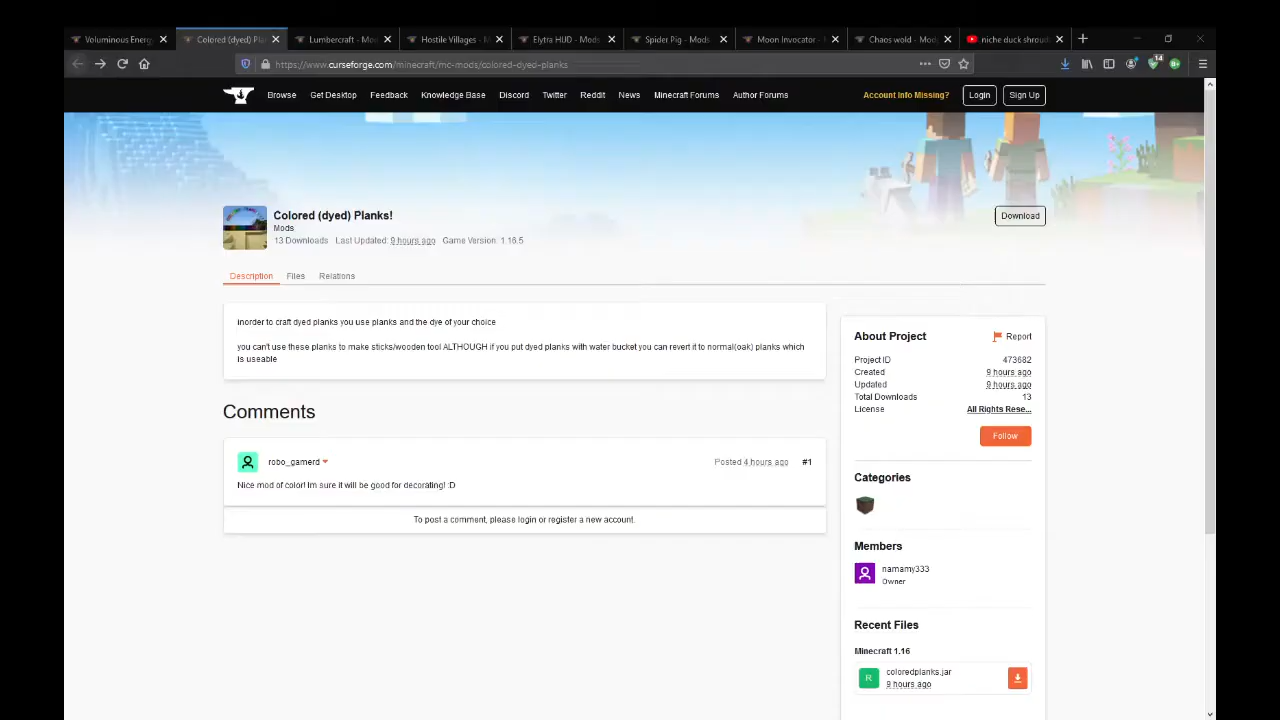 Voluminous Energ
Colored (dyed) Pla
Lumbercraft - Mod
Hostile Villages - M
Elytra HUD - Mods
Spider Pig - Mods
Moon Invocator - M
Chaos wold - Mod
niche duck shroud
https://www.curseforge.com/minecraft/mc-mods/colored-dyed-planks
14
Browse
Get Desktop
Feedback
Knowledge Base
Discord
Twitter
Reddit
News
Minecraft Forums
Author Forums
Account Info Missing?
Login
Sign Up
Colored (dyed) Planks!
Mods
13 Downloads Last Updated: 9 hours ago Game Version: 1.16.5
Download
Description
Files
Relations
inorder to craft dyed planks you use planks and the dye of your choice
you can't use these planks to make sticks/wooden tool ALTHOUGH if you put dyed planks with water bucket you can revert it to normal(oak) planks which
is useable
Comments
robo_gamerd
Posted 4 hours ago #1
Nice mod of color! Im sure it will be good for decorating! :D
To post a comment, please login or register a new account.
About Project
Report
Project ID 473682
Created 9 hours ago
Updated 9 hours ago
Total Downloads 13
License All Rights Rese...
Follow
Categories
Members
namamy333
Owner
Recent Files
Minecraft 1.16
R
coloredplanks.jar
9 hours ago